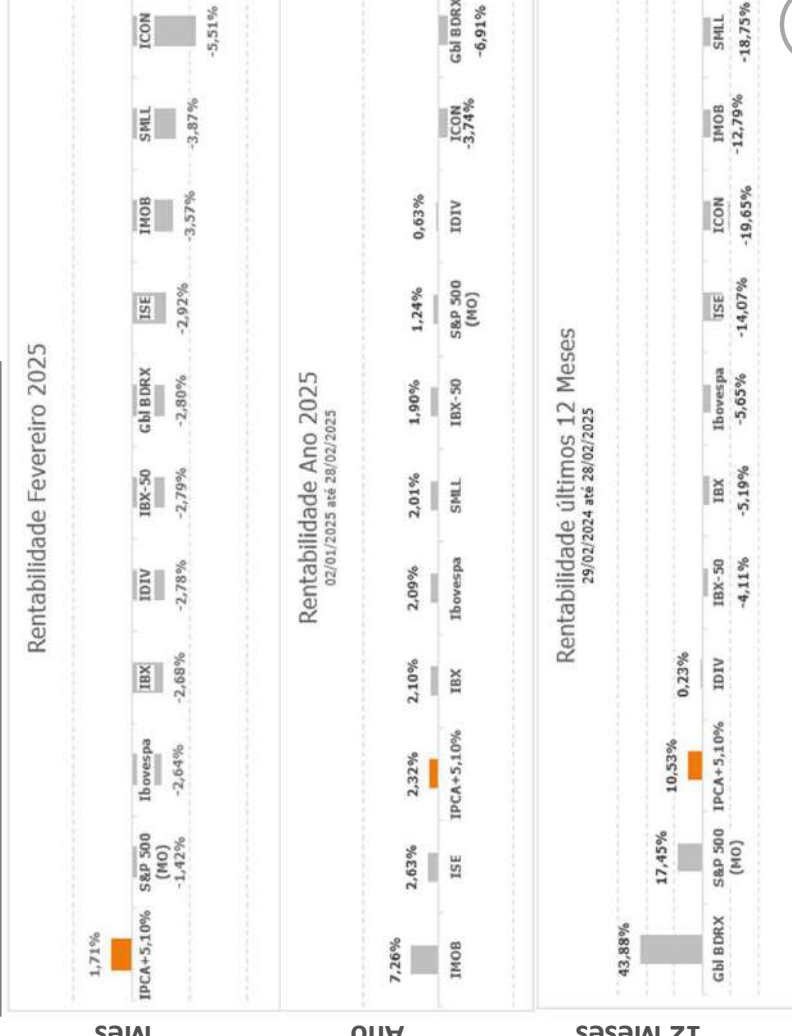 Mês
Rentabilidade Fevereiro 2025
1,71%
IPCA+5,10%
S&P 500
(MO)
-1,42%
Ibovespa
-2,64%
IBX
-2,68%
IDIV
-2,78%
IBX-50
-2,79%
Gbl BDRX
-2,80%
ISE
-2,92%
IMOB
-3,57%
SMLL
-3,87%
ICON
-5,51%
Ano
Rentabilidade Ano 2025
02/01/2025 até 28/02/2025
7,26%
IMOB
2,63%
ISE
2,32%
IPCA+5,10%
2,10%
IBX
2,09%
Ibovespa
2,01%
SMLL
1,90%
IBX-50
1,24%
S&P 500
(MO)
0,63%
IDIV
ICON
-3,74%
Gbl BDRX
-6,91%
12 Meses
Rentabilidade últimos 12 Meses
29/02/2024 até 28/02/2025
43,88%
Gbl BDRX
17,45%
S&P 500
(MO)
10,53%
IPCA+5,10%
0,23%
IDIV
IBX-50
-4,11%
IBX
-5,19%
Ibovespa
-5,65%
ISE
-14,07%
ICON
-19,65%
IMOB
-12,79%
SMLL
-18,75%